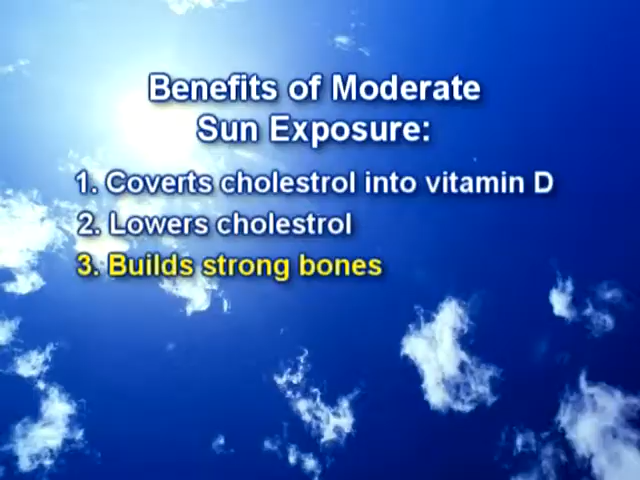 Benefits of Moderate
Sun Exposure:
1. Coverts cholestrol into vitamin D
2. Lowers cholestrol
3. Builds strong bones